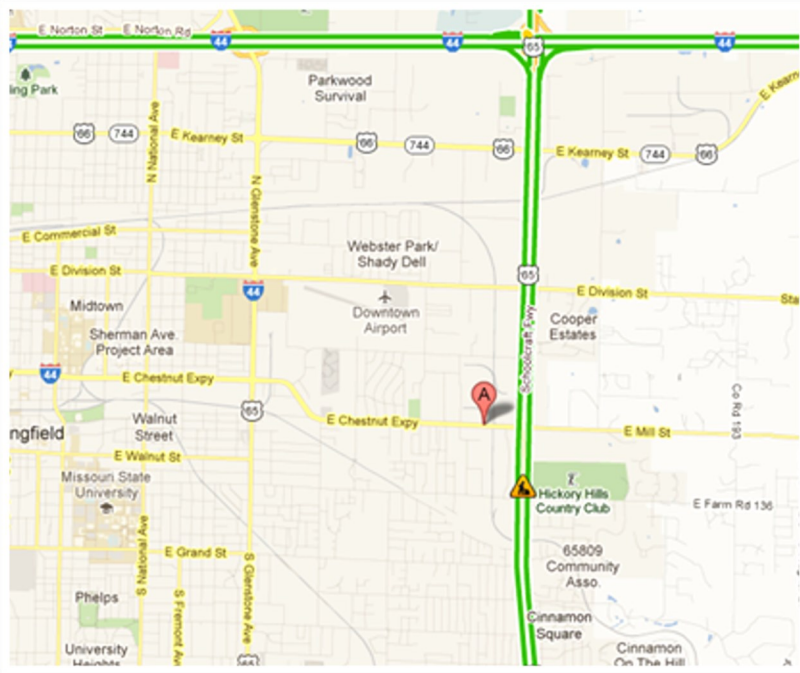 E Norton St
E Norton Rd
44
44
65
44
ling Park
Parkwood
Survival
E Kearney
N National Ave
66
744
E Kearney St
66
744
66
E Kearney St
744
66
N Glenstone Ave
E Commercial St
E Division St
Webster Park/
Shady Dell
65
44
E Division St
Sta
Midtown
Downtown
Airport
Schoolcraft Fwy
Cooper
Estates
Sherman Ave.
Project Area
44
E Chestnut Expy
65
A
Co Rd 193
Walnut
Street
E Chestnut Expy
E Mill St
ngfield
E Walnut St
Missouri State
University
Hickory Hills
Country Club
E Farm Rd 136
S National Ave
E Grand St
S Glenstone Ave
65809
Community
Asso.
Phelps
S Fremont Av
Cinnamon
Square
University
Heights
65
Cinnamon
On The Hill